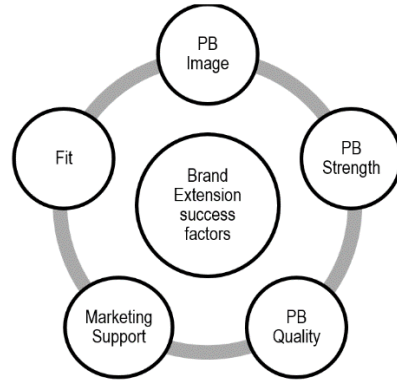 PB
Image
PB
Strength
PB
Quality
Marketing
Support
Fit
Brand
Extension
success
factors